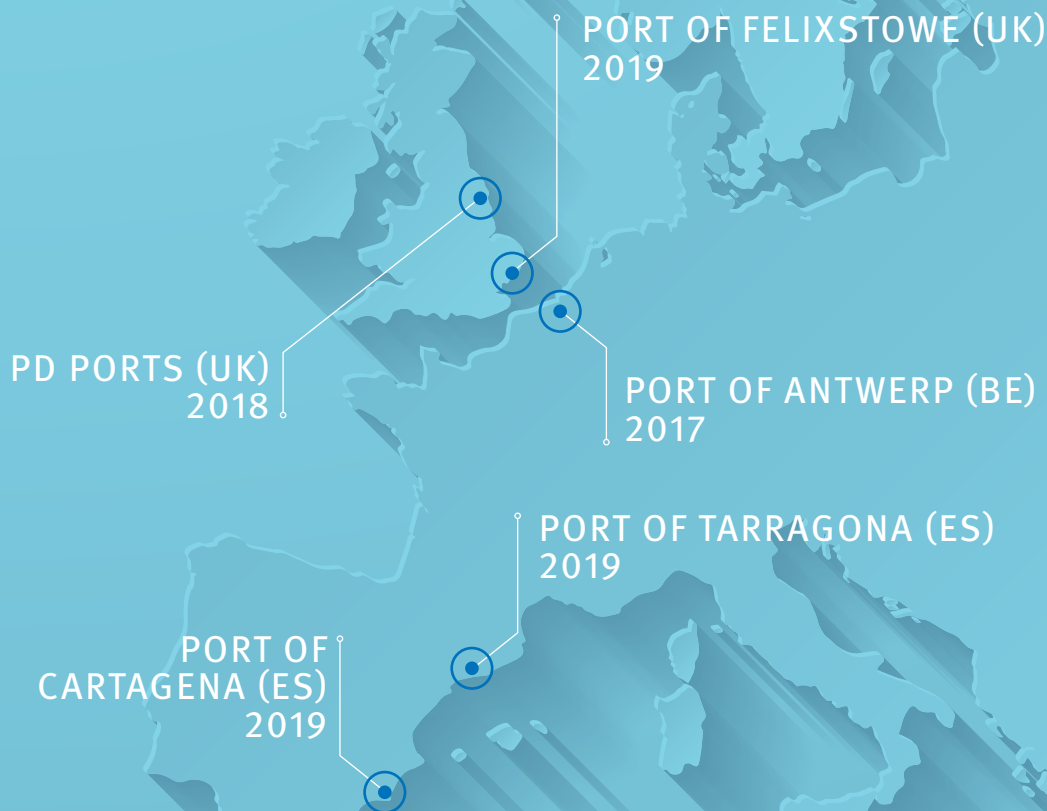 PORT OF FELIXSTOWE (UK)
2019
PD PORTS (UK)
2018
PORT OF ANTWERP (BE)
2017
PORT OF TARRAGONA (ES)
2019
PORT OF
CARTAGENA (ES)
2019